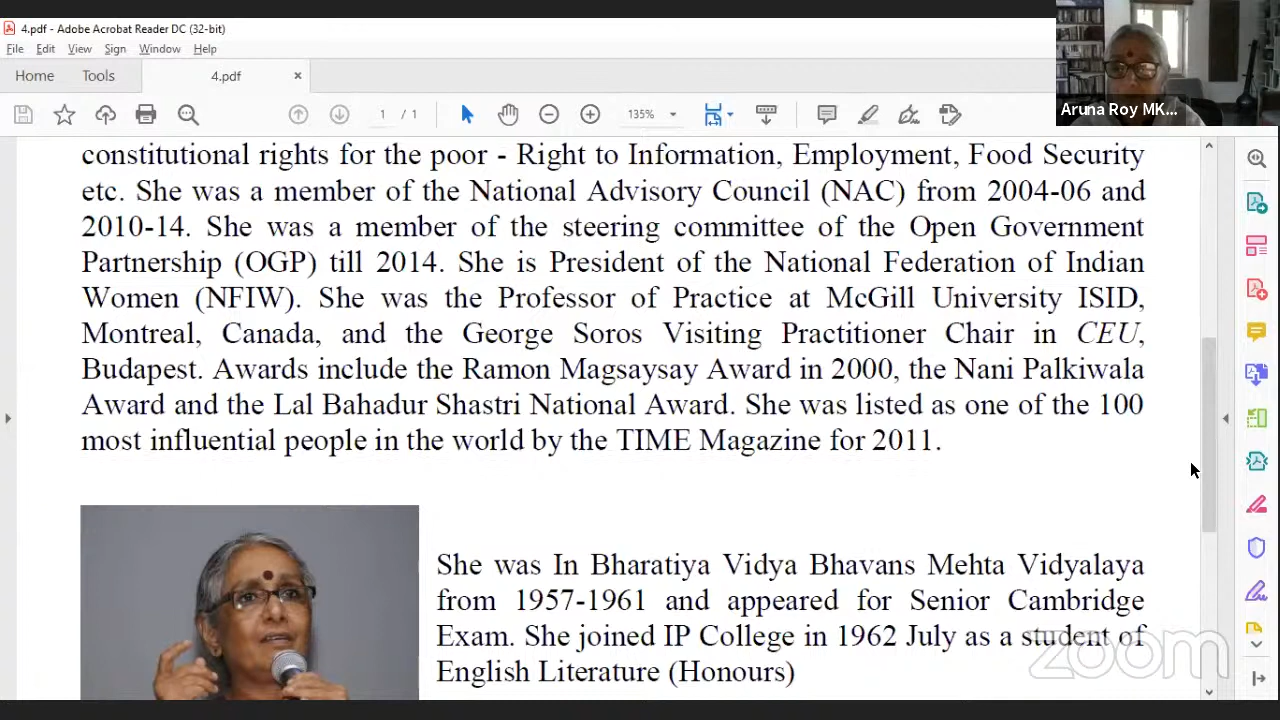 4.pdf - Adobe Acrobat Reader DC (32-bit)
File Edit View Sign Window Help
Home Tools 4.pdf ×
1 / 1 135%
Aruna Roy MK...
constitutional rights for the poor - Right to Information, Employment, Food Security
etc. She was a member of the National Advisory Council (NAC) from 2004-06 and
2010-14. She was a member of the steering committee of the Open Government
Partnership (OGP) till 2014. She is President of the National Federation of Indian
Women (NFIW). She was the Professor of Practice at McGill University ISID,
Montreal, Canada, and the George Soros Visiting Practitioner Chair in CEU,
Budapest. Awards include the Ramon Magsaysay Award in 2000, the Nani Palkiwala
Award and the Lal Bahadur Shastri National Award. She was listed as one of the 100
most influential people in the world by the TIME Magazine for 2011.
She was In Bharatiya Vidya Bhavans Mehta Vidyalaya
from 1957-1961 and appeared for Senior Cambridge
Exam. She joined IP College in 1962 July as a student of
English Literature (Honours)
zoom